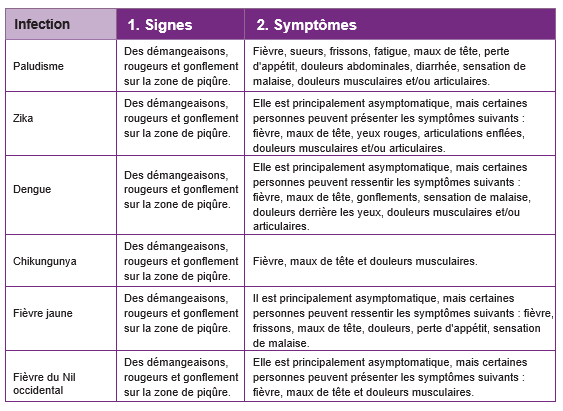 Infection 1. Signes 2. Symptômes
Paludisme
Des démangeaisons,
rougeurs et gonflement
sur la zone de piqûre.
Fièvre, sueurs, frissons, fatigue, maux de tête, perte
d'appétit, douleurs abdominales, diarrhée, sensation de
malaise, douleurs musculaires et/ou articulaires.
Zika
Des démangeaisons,
rougeurs et gonflement
sur la zone de piqûre.
Elle est principalement asymptomatique, mais certaines
personnes peuvent présenter les symptômes suivants :
fièvre, maux de tête, yeux rouges, articulations enflées,
douleurs musculaires et/ou articulaires.
Dengue
Des démangeaisons,
rougeurs et gonflement
sur la zone de piqûre.
Elle est principalement asymptomatique, mais certaines
personnes peuvent ressentir les symptômes suivants :
fièvre, maux de tête, gonflements, sensation de malaise,
douleurs derrière les yeux, douleurs musculaires et/ou
articulaires.
Chikungunya
Des démangeaisons,
rougeurs et gonflement
sur la zone de piqûre.
Fièvre, maux de tête et douleurs musculaires.
Fièvre jaune
Des démangeaisons,
rougeurs et gonflement
sur la zone de piqûre.
Il est principalement asymptomatique, mais certaines
personnes peuvent ressentir les symptômes suivants : fièvre,
frissons, maux de tête, douleurs, perte d'appétit, sensation
de malaise.
Fièvre du Nil
occidental
Des démangeaisons,
rougeurs et gonflement
sur la zone de piqûre.
Elle est principalement asymptomatique, mais certaines
personnes peuvent présenter les symptômes suivants :
fièvre, maux de tête et douleurs musculaires.